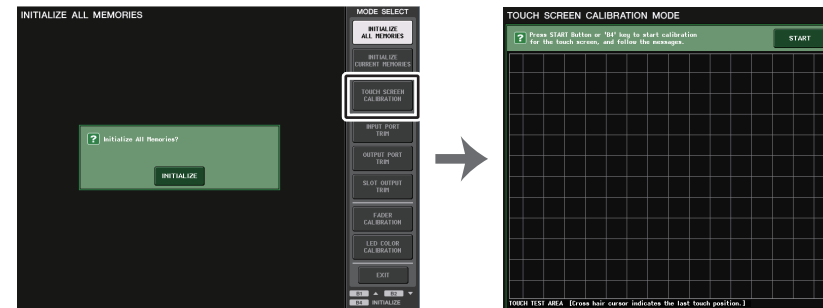 INITIALIZE ALL MEMORIES
? Initialize All Memories?
INITIALIZE
MODE SELECT
INITIALIZE
ALL MEMORIES
INITIALIZE
CURRENT MEMORIES
TOUCH SCREEN
CALIBRATION
INPUT PORT
TRIM
OUTPUT PORT
TRIM
SLOT OUTPUT
TRIM
FADER
CALIBRATION
LED COLOR
CALIBRATION
EXIT
B1 ▲ B2 ▼
B4 INITIALIZE
TOUCH SCREEN CALIBRATION MODE
? Press START Button or 'B4' key to start calibration
for the touch screen, and follow the messages.
START
TOUCH TEST AREA [Cross hair cursor indicates the last touch position.]